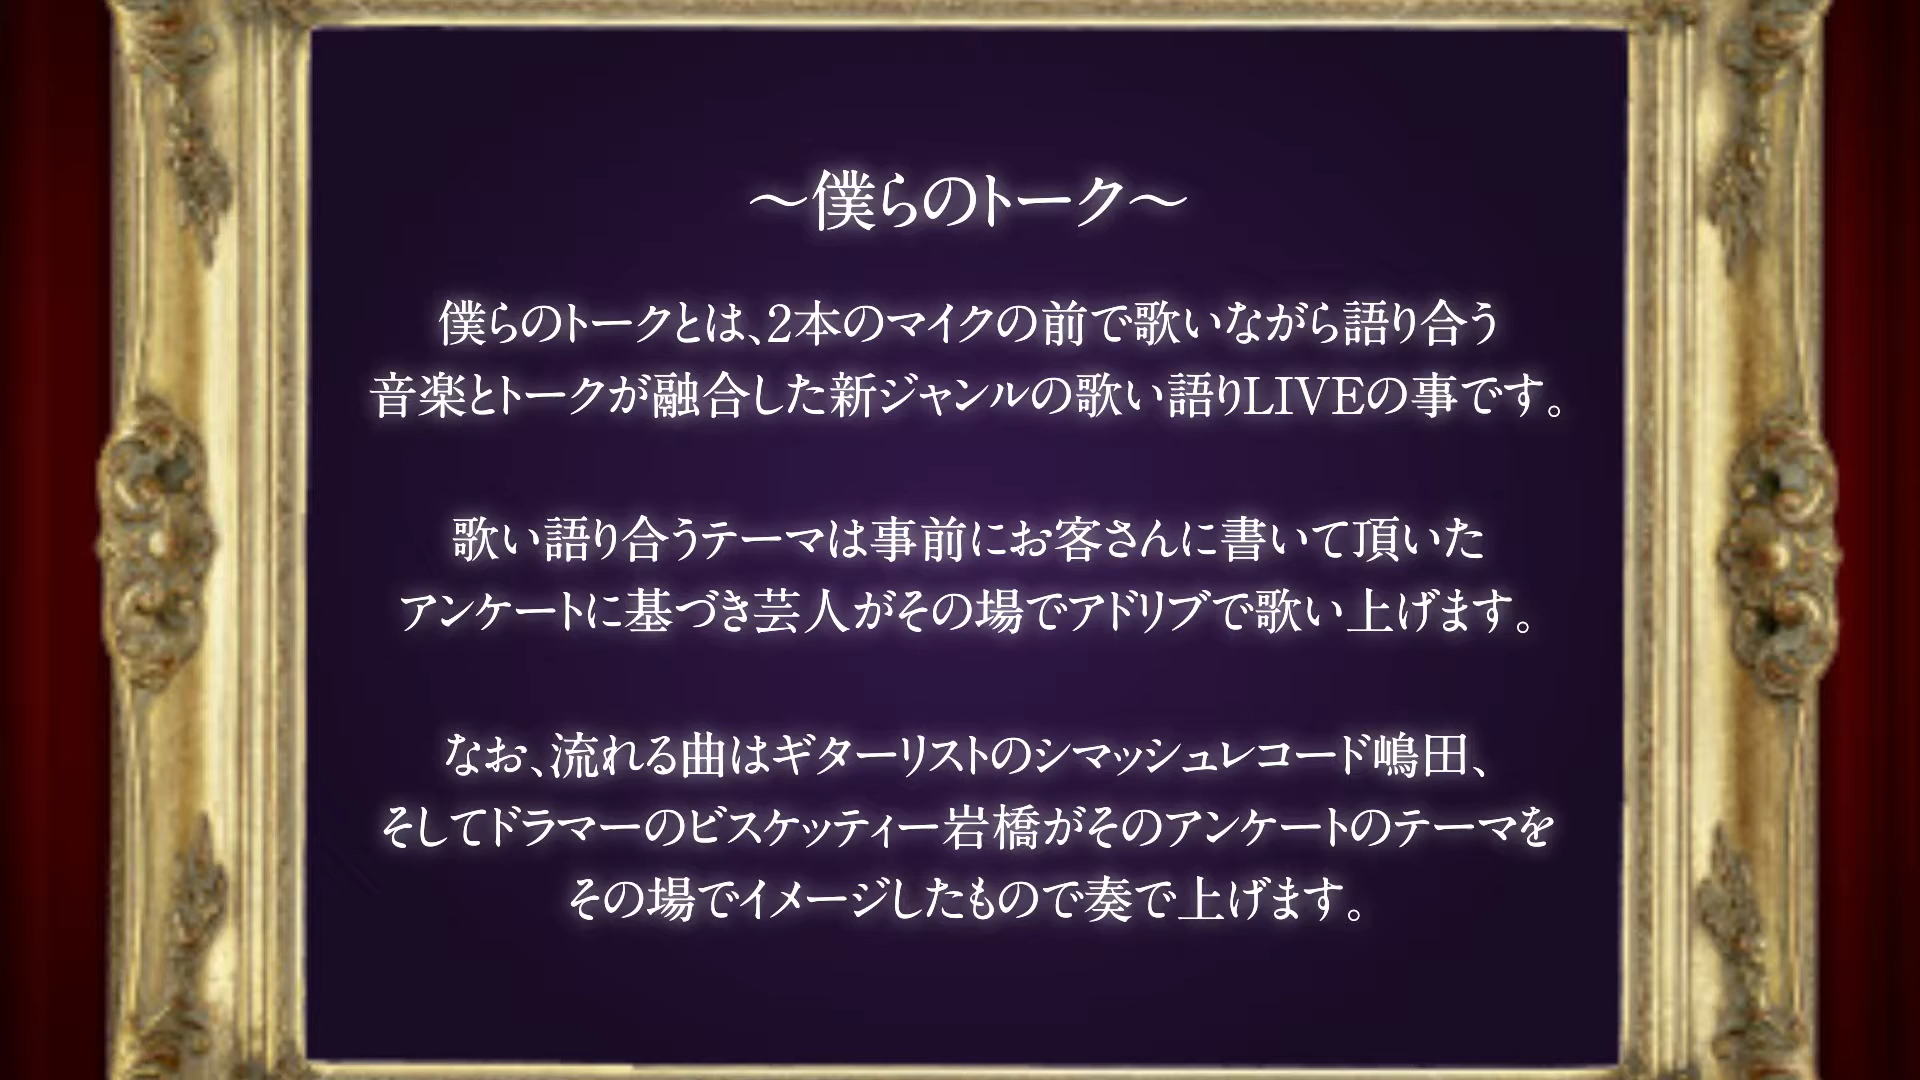 ～僕らのトーク～
僕らのトークとは、2本のマイクの前で歌いながら語り合う
音楽とトークが融合した新ジャンルの歌い語りLIVEの事です。
歌い語り合うテーマは事前にお客さんに書いて頂いた
アンケートに基づき芸人がその場でアドリブで歌い上げます。
なお、流れる曲はギターリストのシマッシュレコード嶋田、
そしてドラマーのビスケッティー岩橋がそのアンケートのテーマを
その場でイメージしたもので奏で上げます。